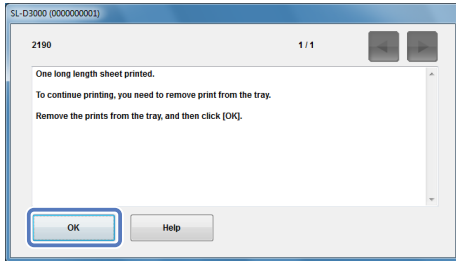 SL-D3000 (0000000001)
2190 1 / 1
One long length sheet printed.
To continue printing, you need to remove print from the tray.
Remove the prints from the tray, and then click [OK].
OK Help